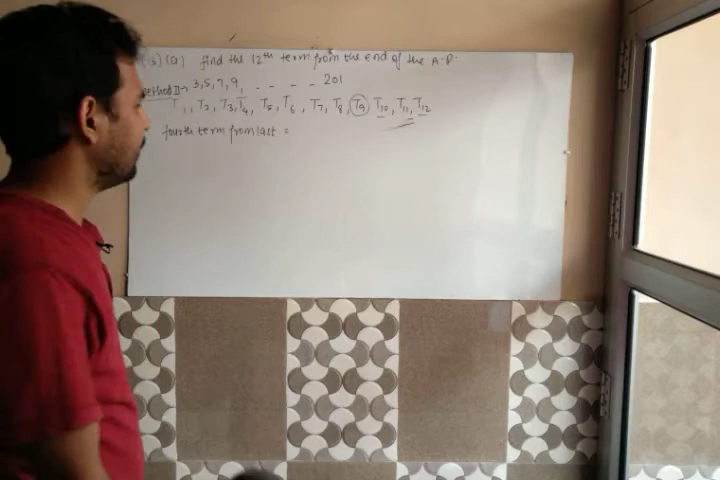 (3) (a) find the 12th term from the end of the A.P.
Method II → 3, 5, 7, 9, - - - - 201
T1, T2, T3, T4, T5, T6, T7, T8, T9, T10, T11, T12
fourth term from last =